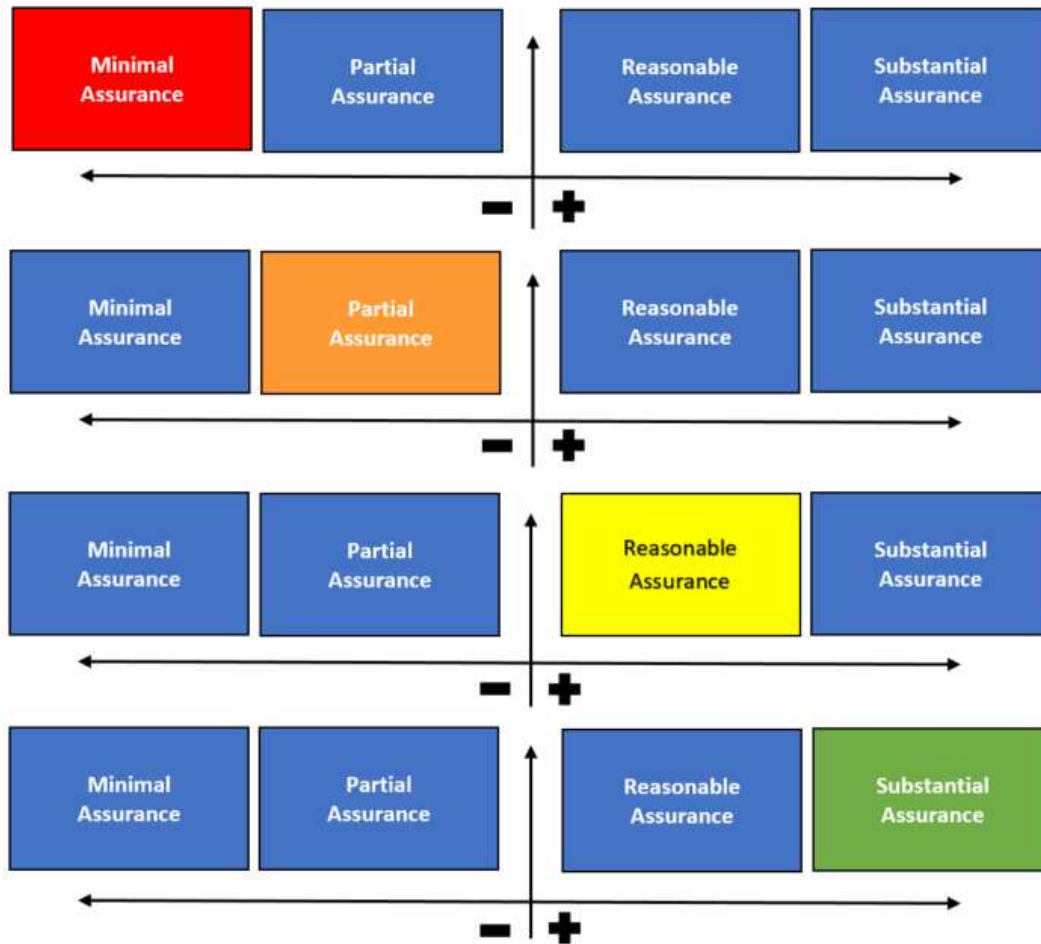 Minimal
Assurance
Partial
Assurance
Reasonable
Assurance
Substantial
Assurance
- +
Minimal
Assurance
Partial
Assurance
Reasonable
Assurance
Substantial
Assurance
- +
Minimal
Assurance
Partial
Assurance
Reasonable
Assurance
Substantial
Assurance
- +
Minimal
Assurance
Partial
Assurance
Reasonable
Assurance
Substantial
Assurance
- +